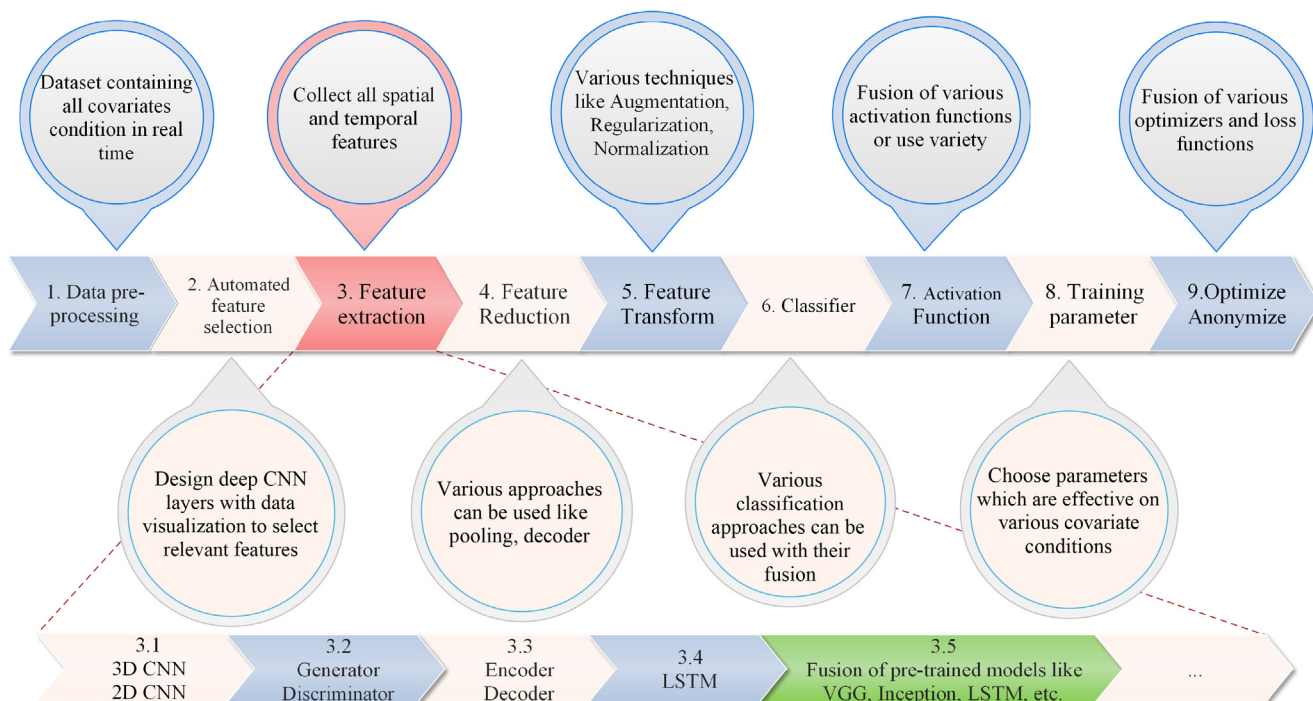 Dataset containing
all covariates
condition in real
time
Collect all spatial
and temporal
features
Various techniques
like Augmentation,
Regularization,
Normalization
Fusion of various
activation functions
or use variety
Fusion of various
optimizers and loss
functions
1. Data pre-
processing
2. Automated
feature
selection
3. Feature
extraction
4. Feature
Reduction
5. Feature
Transform
6. Classifier
7. Activation
Function
8. Training
parameter
9.Optimize
Anonymize
Design deep CNN
layers with data
visualization to select
relevant features
Various approaches
can be used like
pooling, decoder
Various
classification
approaches can be
used with their
fusion
Choose parameters
which are effective on
various covariate
conditions
3.1
3D CNN
2D CNN
3.2
Generator
Discriminator
3.3
Encoder
Decoder
3.4
LSTM
3.5
Fusion of pre-trained models like
VGG, Inception, LSTM, etc.
...